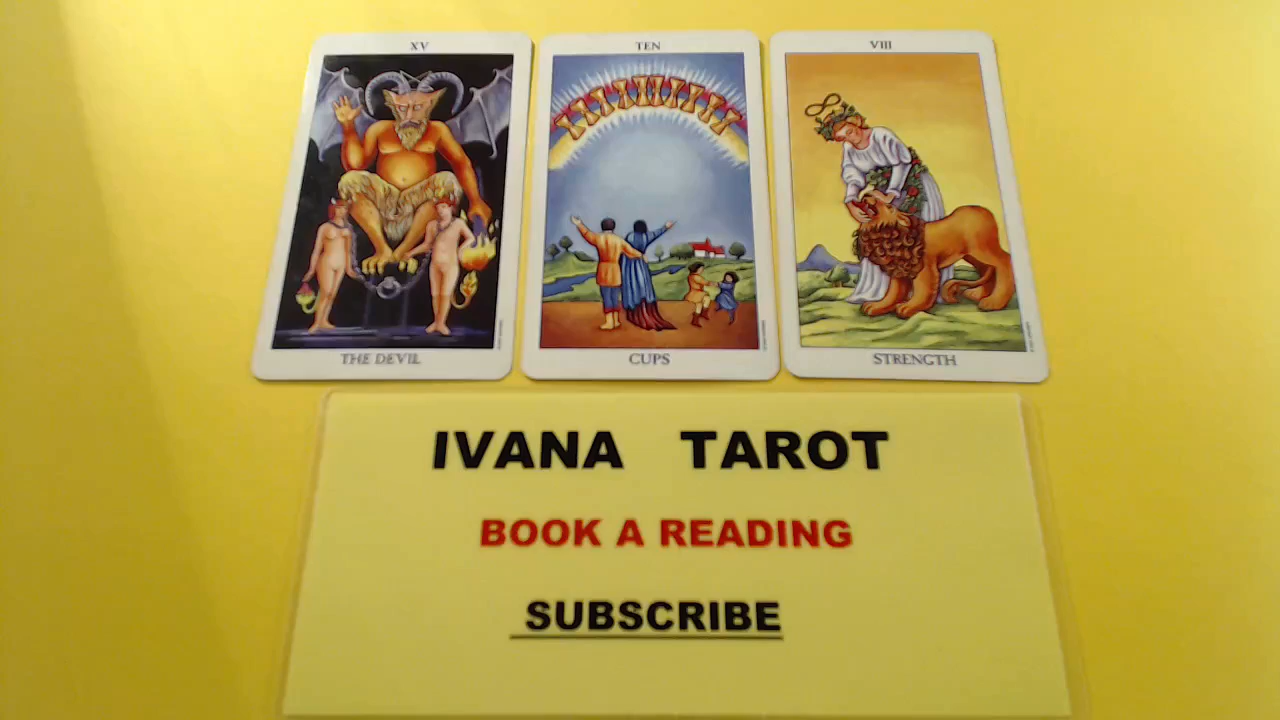 XV
TEN
VIII
THE DEVIL
CUPS
STRENGTH
IVANA TAROT
BOOK A READING
SUBSCRIBE